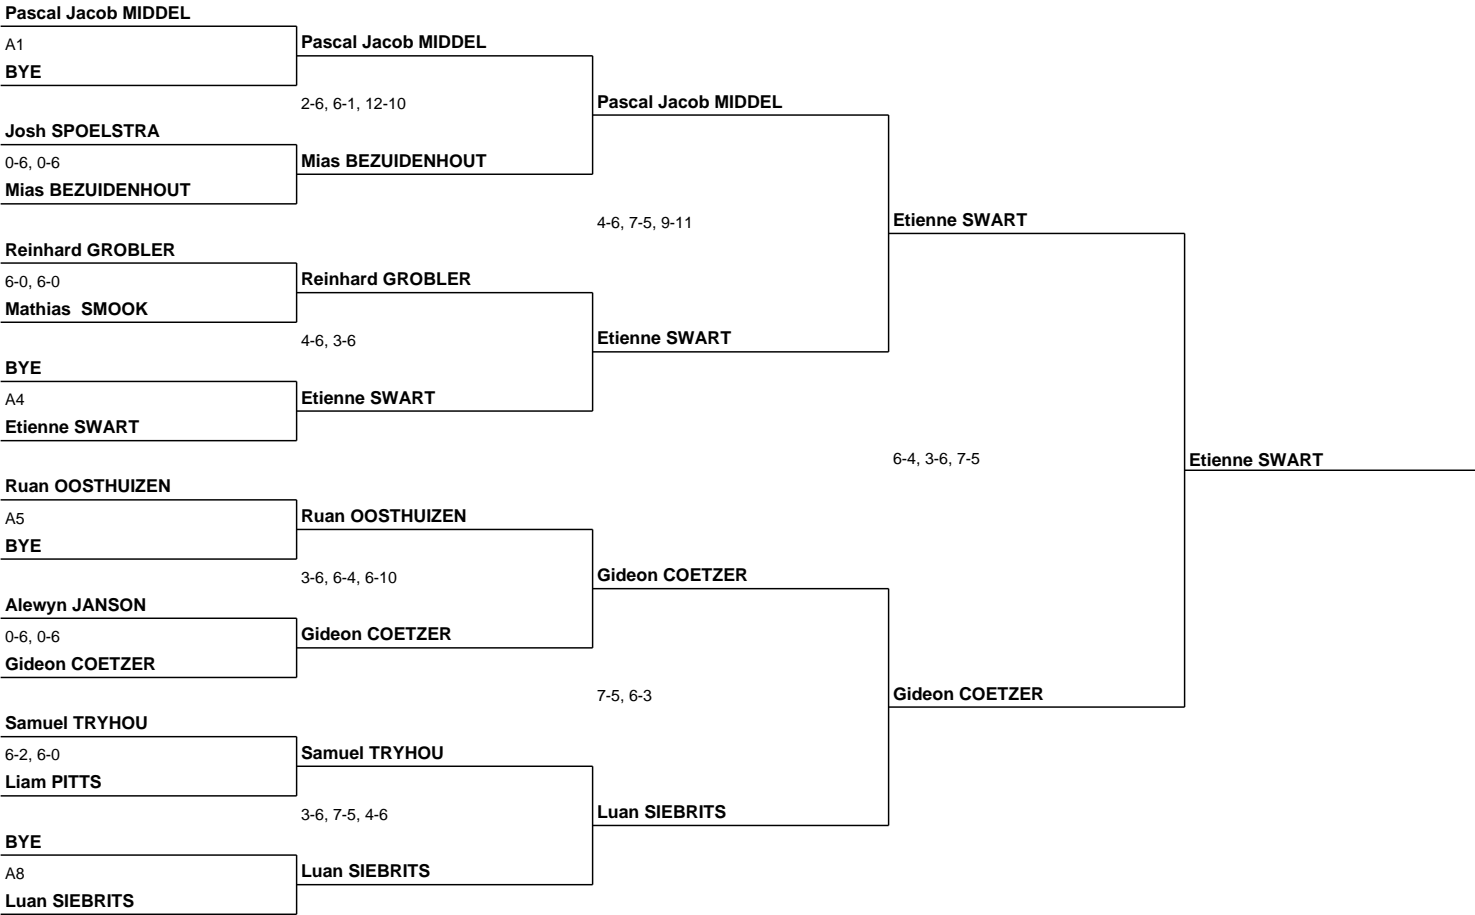 Pascal Jacob MIDDEL
A1
BYE
Pascal Jacob MIDDEL
2-6, 6-1, 12-10
Josh SPOELSTRA
0-6, 0-6
Mias BEZUIDENHOUT
Mias BEZUIDENHOUT
Pascal Jacob MIDDEL
4-6, 7-5, 9-11
Reinhard GROBLER
6-0, 6-0
Mathias  SMOOK
Reinhard GROBLER
4-6, 3-6
BYE
A4
Etienne SWART
Etienne SWART
Etienne SWART
Etienne SWART
6-4, 3-6, 7-5
Etienne SWART
Ruan OOSTHUIZEN
A5
BYE
Ruan OOSTHUIZEN
3-6, 6-4, 6-10
Alewyn JANSON
0-6, 0-6
Gideon COETZER
Gideon COETZER
Gideon COETZER
7-5, 6-3
Gideon COETZER
Samuel TRYHOU
6-2, 6-0
Liam PITTS
Samuel TRYHOU
3-6, 7-5, 4-6
BYE
A8
Luan SIEBRITS
Luan SIEBRITS
Luan SIEBRITS